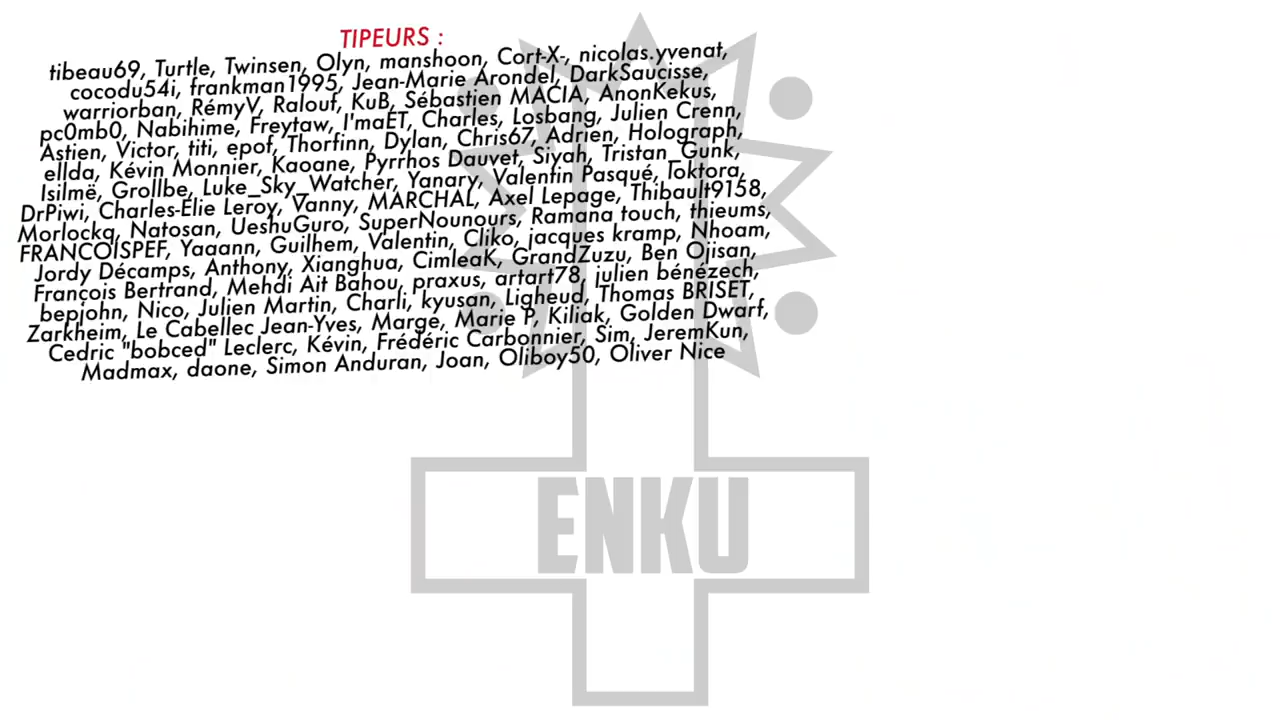 TIPEURS :
tibeau69, Turtle, Twinsen, Olyn, manshoon, Cort-X-, nicolas.yvenat,
cocodu54i, frankman1995, Jean-Marie Arondel, DarkSaucisse,
warriorban, RémyV, Ralouf, KuB, Sébastien MACIA, AnonKekus,
pc0mb0, Nabihime, Freytaw, I'maET, Charles, Losbang, Julien Crenn,
Astien, Victor, titi, epof, Thorfinn, Dylan, Chris67, Adrien, Holograph,
ellda, Kévin Monnier, Kaoane, Pyrrhos Dauvet, Siyah, Tristan_Gunk,
Isilmë, Grollbe, Luke_Sky_Watcher, Yanary, Valentin Pasqué, Toktora,
DrPiwi, Charles-Elie Leroy, Vanny, MARCHAL, Axel Lepage, Thibault9158,
Morlockq, Natosan, UeshuGuro, SuperNounours, Ramana touch, thieums,
FRANCOISPEF, Yaaann, Guilhem, Valentin, Cliko, jacques kramp, Nhoam,
Jordy Décamps, Anthony, Xianghua, CimleaK, GrandZuzu, Ben Ojisan,
François Bertrand, Mehdi Ait Bahou, praxus, artart78, julien bénézech,
bepjohn, Nico, Julien Martin, Charli, kyusan, Ligheud, Thomas BRISET,
Zarkheim, Le Cabellec Jean-Yves, Marge, Marie P, Kiliak, Golden Dwarf,
Cedric "bobced" Leclerc, Kévin, Frédéric Carbonnier, Sim, JeremKun,
Madmax, daone, Simon Anduran, Joan, Oliboy50, Oliver Nice
ENKU